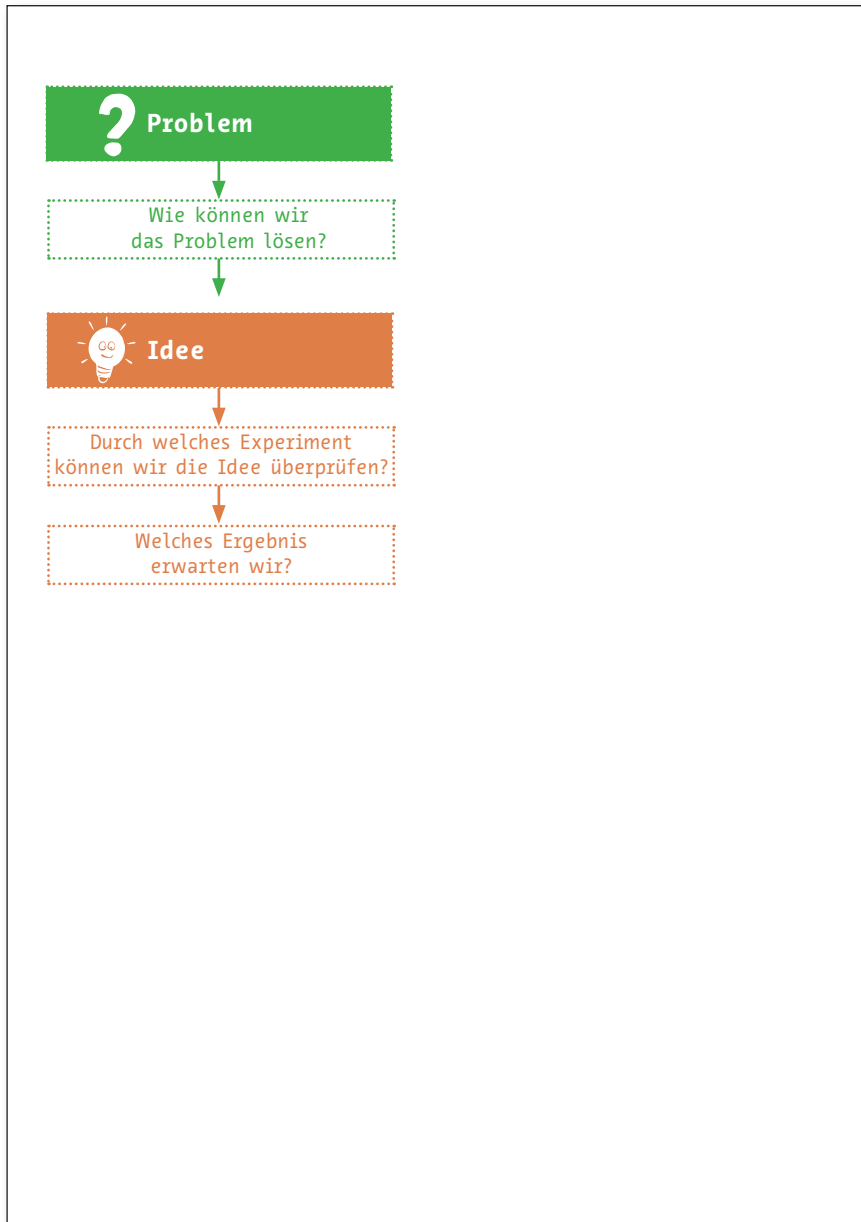 Problem
Wie können wir
das Problem lösen?
Idee
Durch welches Experiment
können wir die Idee überprüfen?
Welches Ergebnis
erwarten wir?